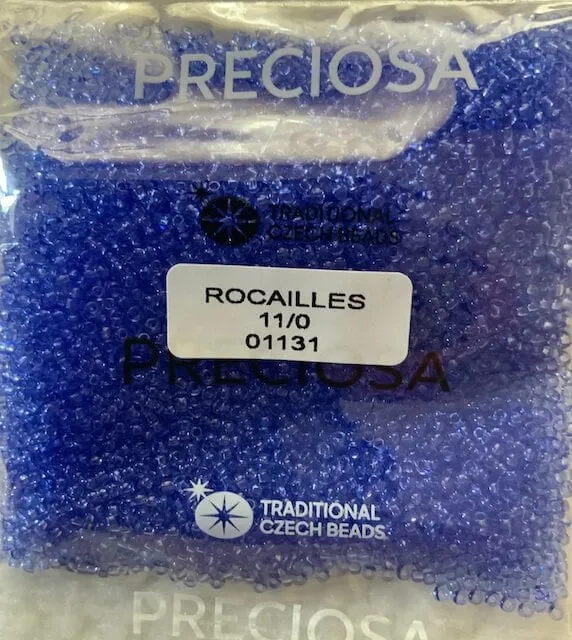 PRECIOSA
TRADITIONAL
CZECH BEADS
ROCAILLES
11/0
01131
PRECIOSA
TRADITIONAL
CZECH BEADS
PRECIOSA